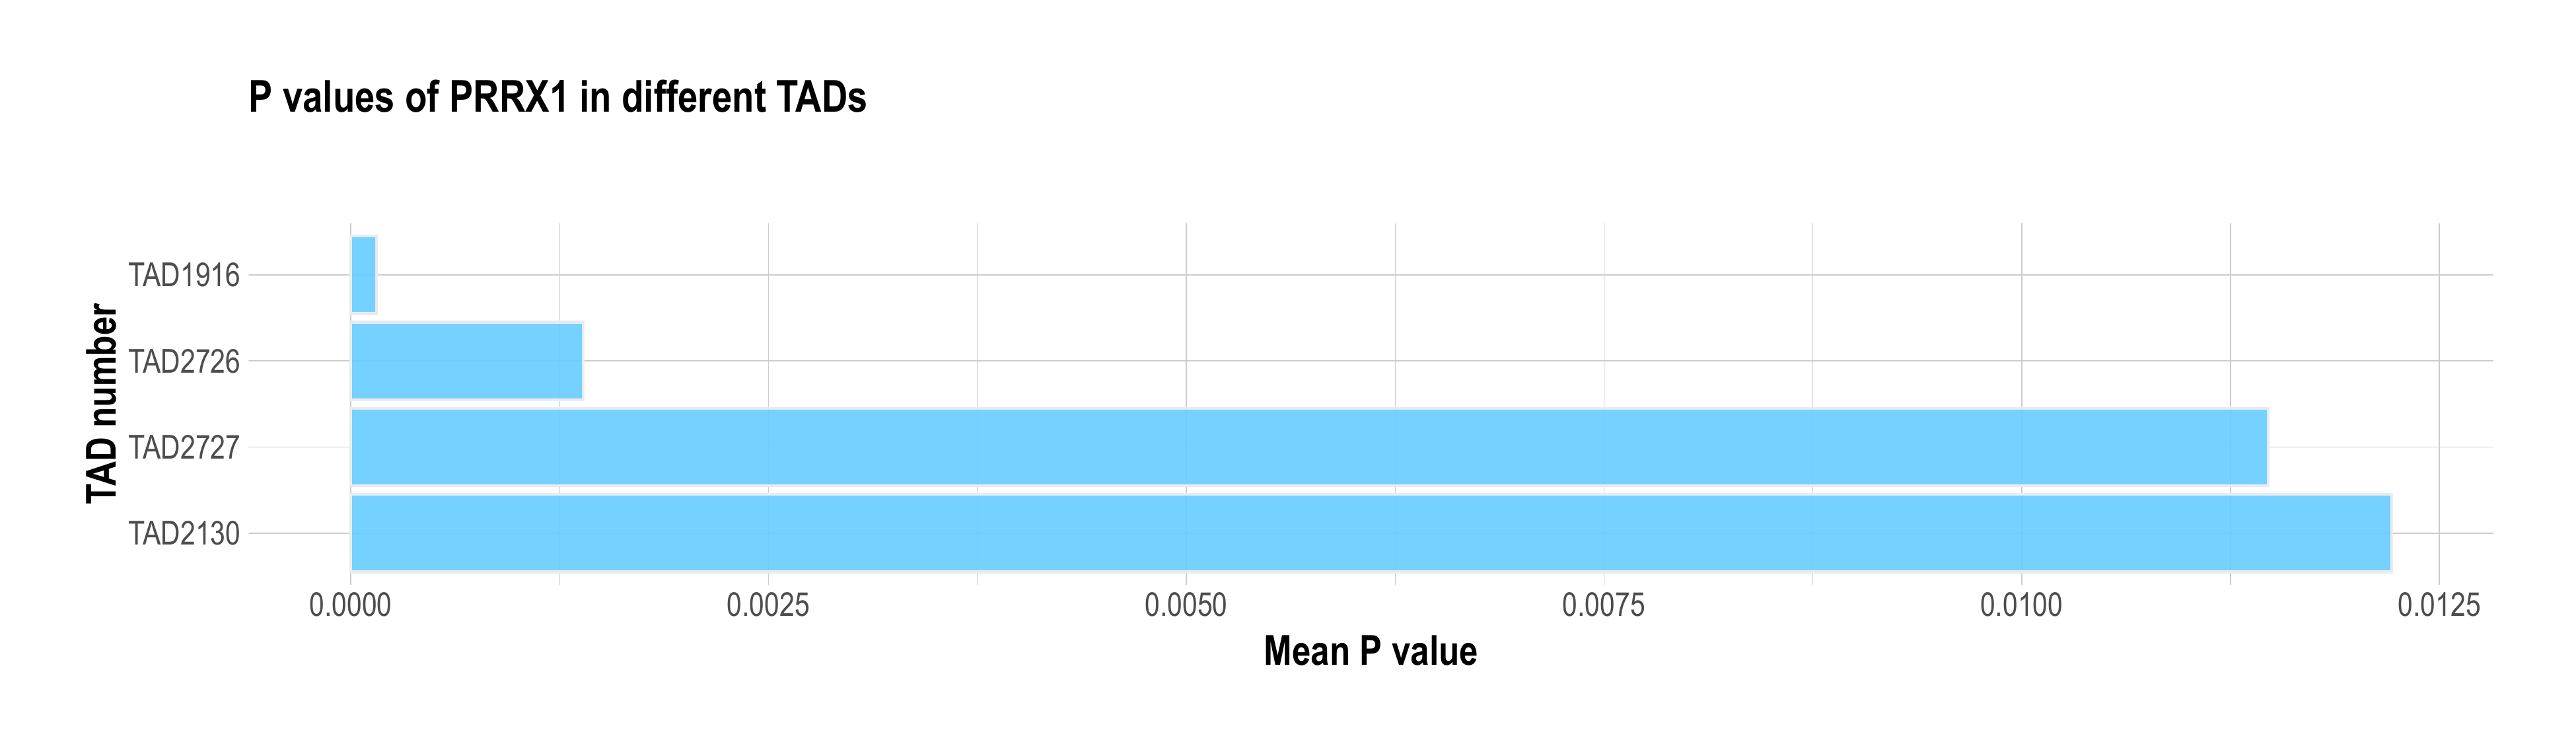 P values of PRRX1 in different TADs
TAD number
TAD1916
TAD2726
TAD2727
TAD2130
0.0000 0.0025 0.0050 0.0075 0.0100 0.0125
Mean P value